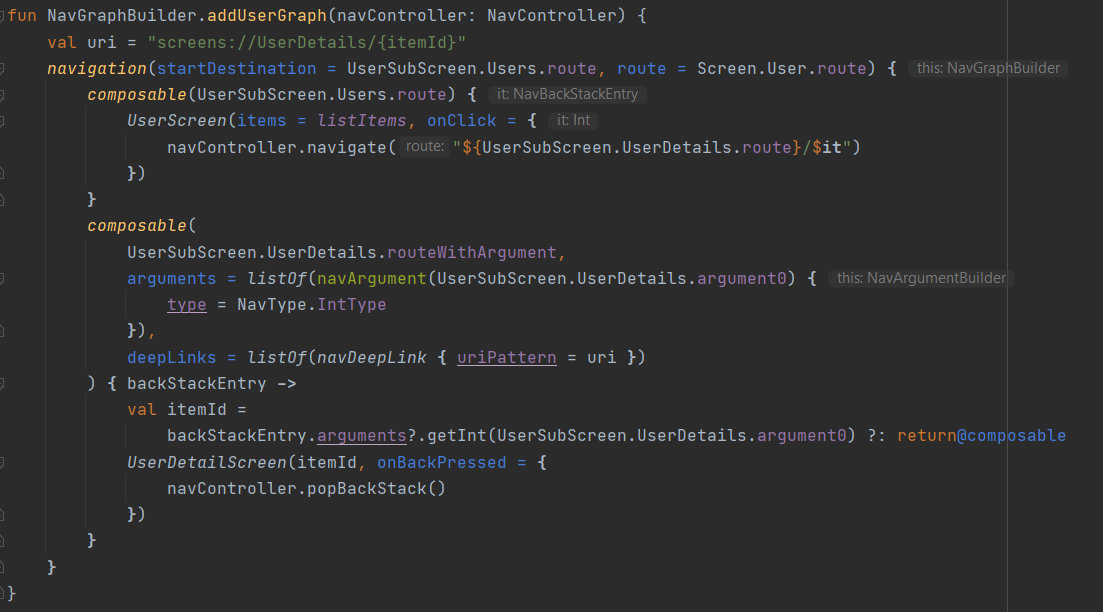 fun NavGraphBuilder.addUserGraph(navController: NavController) {
    val uri = "screens://UserDetails/{itemId}"
    navigation(startDestination = UserSubScreen.Users.route, route = Screen.User.route) { this: NavGraphBuilder
        composable(UserSubScreen.Users.route) { it: NavBackStackEntry
            UserScreen(items = listItems, onClick = { it: Int
                navController.navigate( route: "${UserSubScreen.UserDetails.route}/$it")
            })
        }
        composable(
            UserSubScreen.UserDetails.routeWithArgument,
            arguments = listOf(navArgument(UserSubScreen.UserDetails.argument0) { this: NavArgumentBuilder
                type = NavType.IntType
            }),
            deepLinks = listOf(navDeepLink { uriPattern = uri })
        ) { backStackEntry ->
            val itemId =
                backStackEntry.arguments?.getInt(UserSubScreen.UserDetails.argument0) ?: return@composable
            UserDetailScreen(itemId, onBackPressed = {
                navController.popBackStack()
            })
        }
    }
}